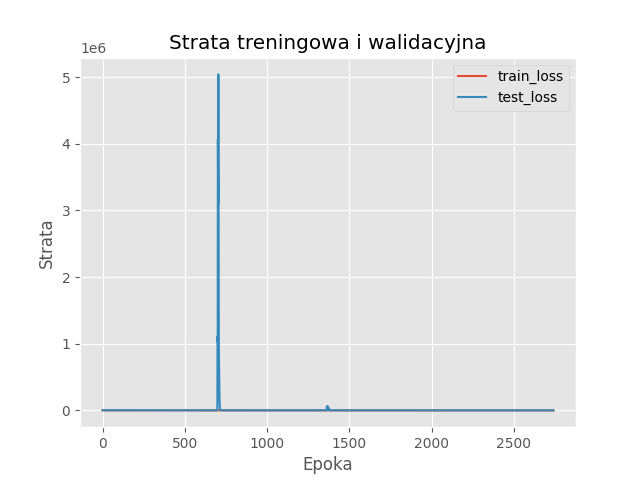 Strata treningowa i walidacyjna
1e6
train_loss
test_loss
5
4
3
2
1
0
Strata
0 500 1000 1500 2000 2500
Epoka